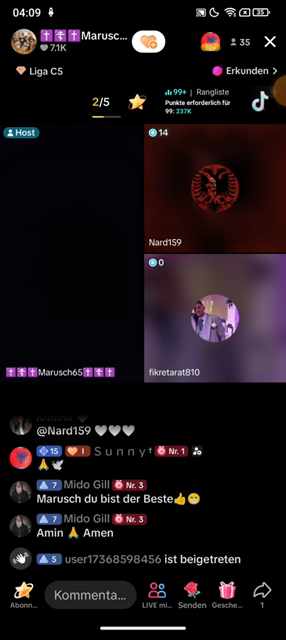 04:09
35
✝️☦️✝️Marusch...
7.1K
35
Liga C5
Erkunden >
2/5
99+ | Rangliste
Punkte erforderlich für
99: 237K
Host
14
Nard159
0
✝️☦️✝️Marusch65✝️☦️✝️
fikretarat810
@Nard159 🤍🤍🤍
15 I S u n n y ✝ Nr. 1
🙏🕊️
7 Mido Gill Nr. 3
Marusch du bist der Beste👍😁
7 Mido Gill Nr. 3
Amin 🙏 Amen
5 user17368598456 ist beigetreten
Kommenta...
Abonn...
LIVE mi...
Senden
Gesche...
1